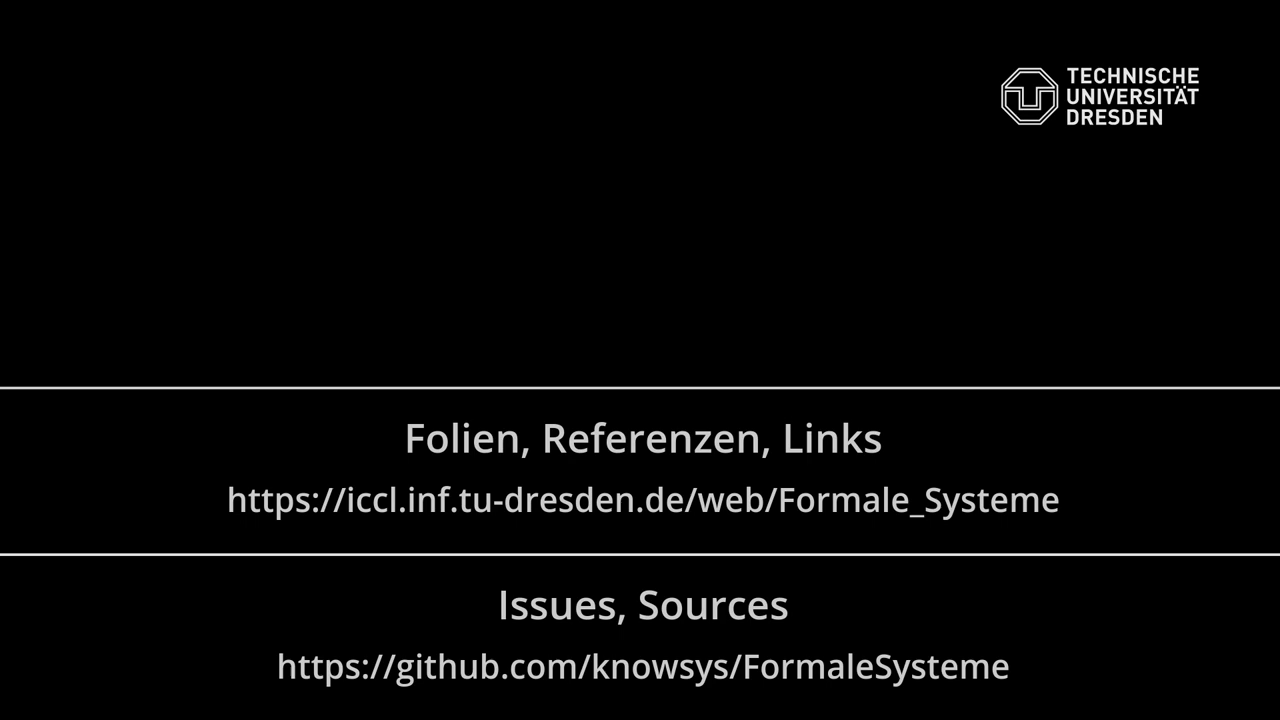 TECHNISCHE
UNIVERSITÄT
DRESDEN
Folien, Referenzen, Links
https://iccl.inf.tu-dresden.de/web/Formale_Systeme
Issues, Sources
https://github.com/knowsys/FormaleSysteme